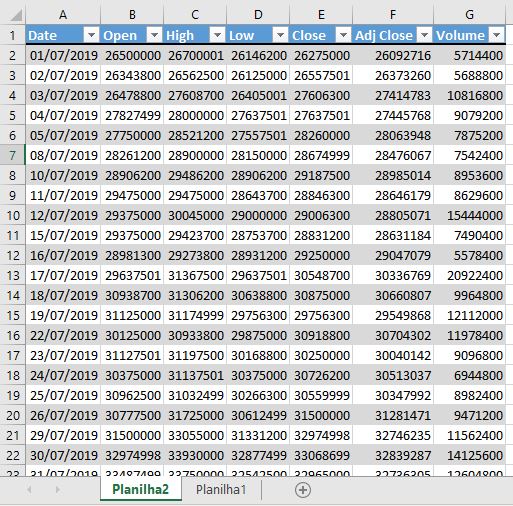 A B C D E F G
1 Date Open High Low Close Adj Close Volume
2 01/07/2019 26500000 26700001 26146200 26275000 26092716 5714400
3 02/07/2019 26343800 26562500 26125000 26557501 26373260 5688800
4 03/07/2019 26478800 27608700 26405001 27606300 27414783 10816800
5 04/07/2019 27827499 28000000 27637501 27637501 27445768 9079200
6 05/07/2019 27750000 28521200 27557501 28260000 28063948 7875200
7 08/07/2019 28261200 28900000 28150000 28674999 28476067 7542400
8 10/07/2019 28906200 29486200 28906200 29187500 28985014 8953600
9 11/07/2019 29475000 29475000 28643700 28846300 28646179 8629600
10 12/07/2019 29375000 30045000 29000000 29006300 28805071 15444000
11 15/07/2019 29375000 29423700 28753700 28831200 28631184 7490400
12 16/07/2019 28981300 29273800 28931200 29250000 29047079 5578400
13 17/07/2019 29637501 31367500 29637501 30548700 30336769 20922400
14 18/07/2019 30938700 31306200 30638800 30875000 30660807 9964800
15 19/07/2019 31125000 31174999 29756300 29756300 29549868 12112000
16 22/07/2019 30125000 30933800 29875000 30918800 30704302 11978400
17 23/07/2019 31127501 31197500 30168800 30250000 30040142 9096800
18 24/07/2019 30375000 31137501 30375000 30726200 30513037 6944800
19 25/07/2019 30962500 31032499 30266300 30559999 30347992 8982400
20 26/07/2019 30777500 31725000 30612499 31500000 31281471 9471200
21 29/07/2019 31500000 33055000 31331200 32974998 32746235 11562400
22 30/07/2019 32974998 33930000 32877499 33068699 32839287 14125600
23 31/07/2019 33487499 33750000 32542500 32965000 32736305 12604800
Planilha2 Planilha1